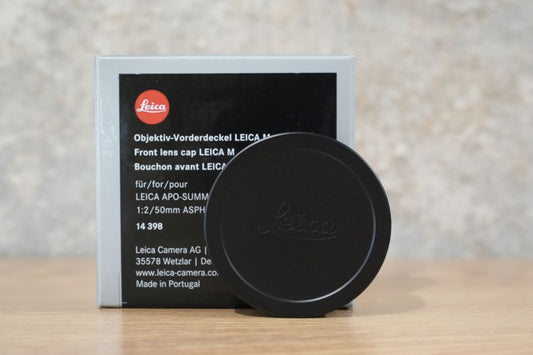 Leica
Objektiv-Vorderdeckel LEICA M
Front lens cap LEICA M
Bouchon avant LEICA
für/for/pour
LEICA APO-SUMM
1:2/50mm ASPH
14 398
Leica Camera AG |
35578 Wetzlar | De
www.leica-camera.co
Made in Portugal
Leica